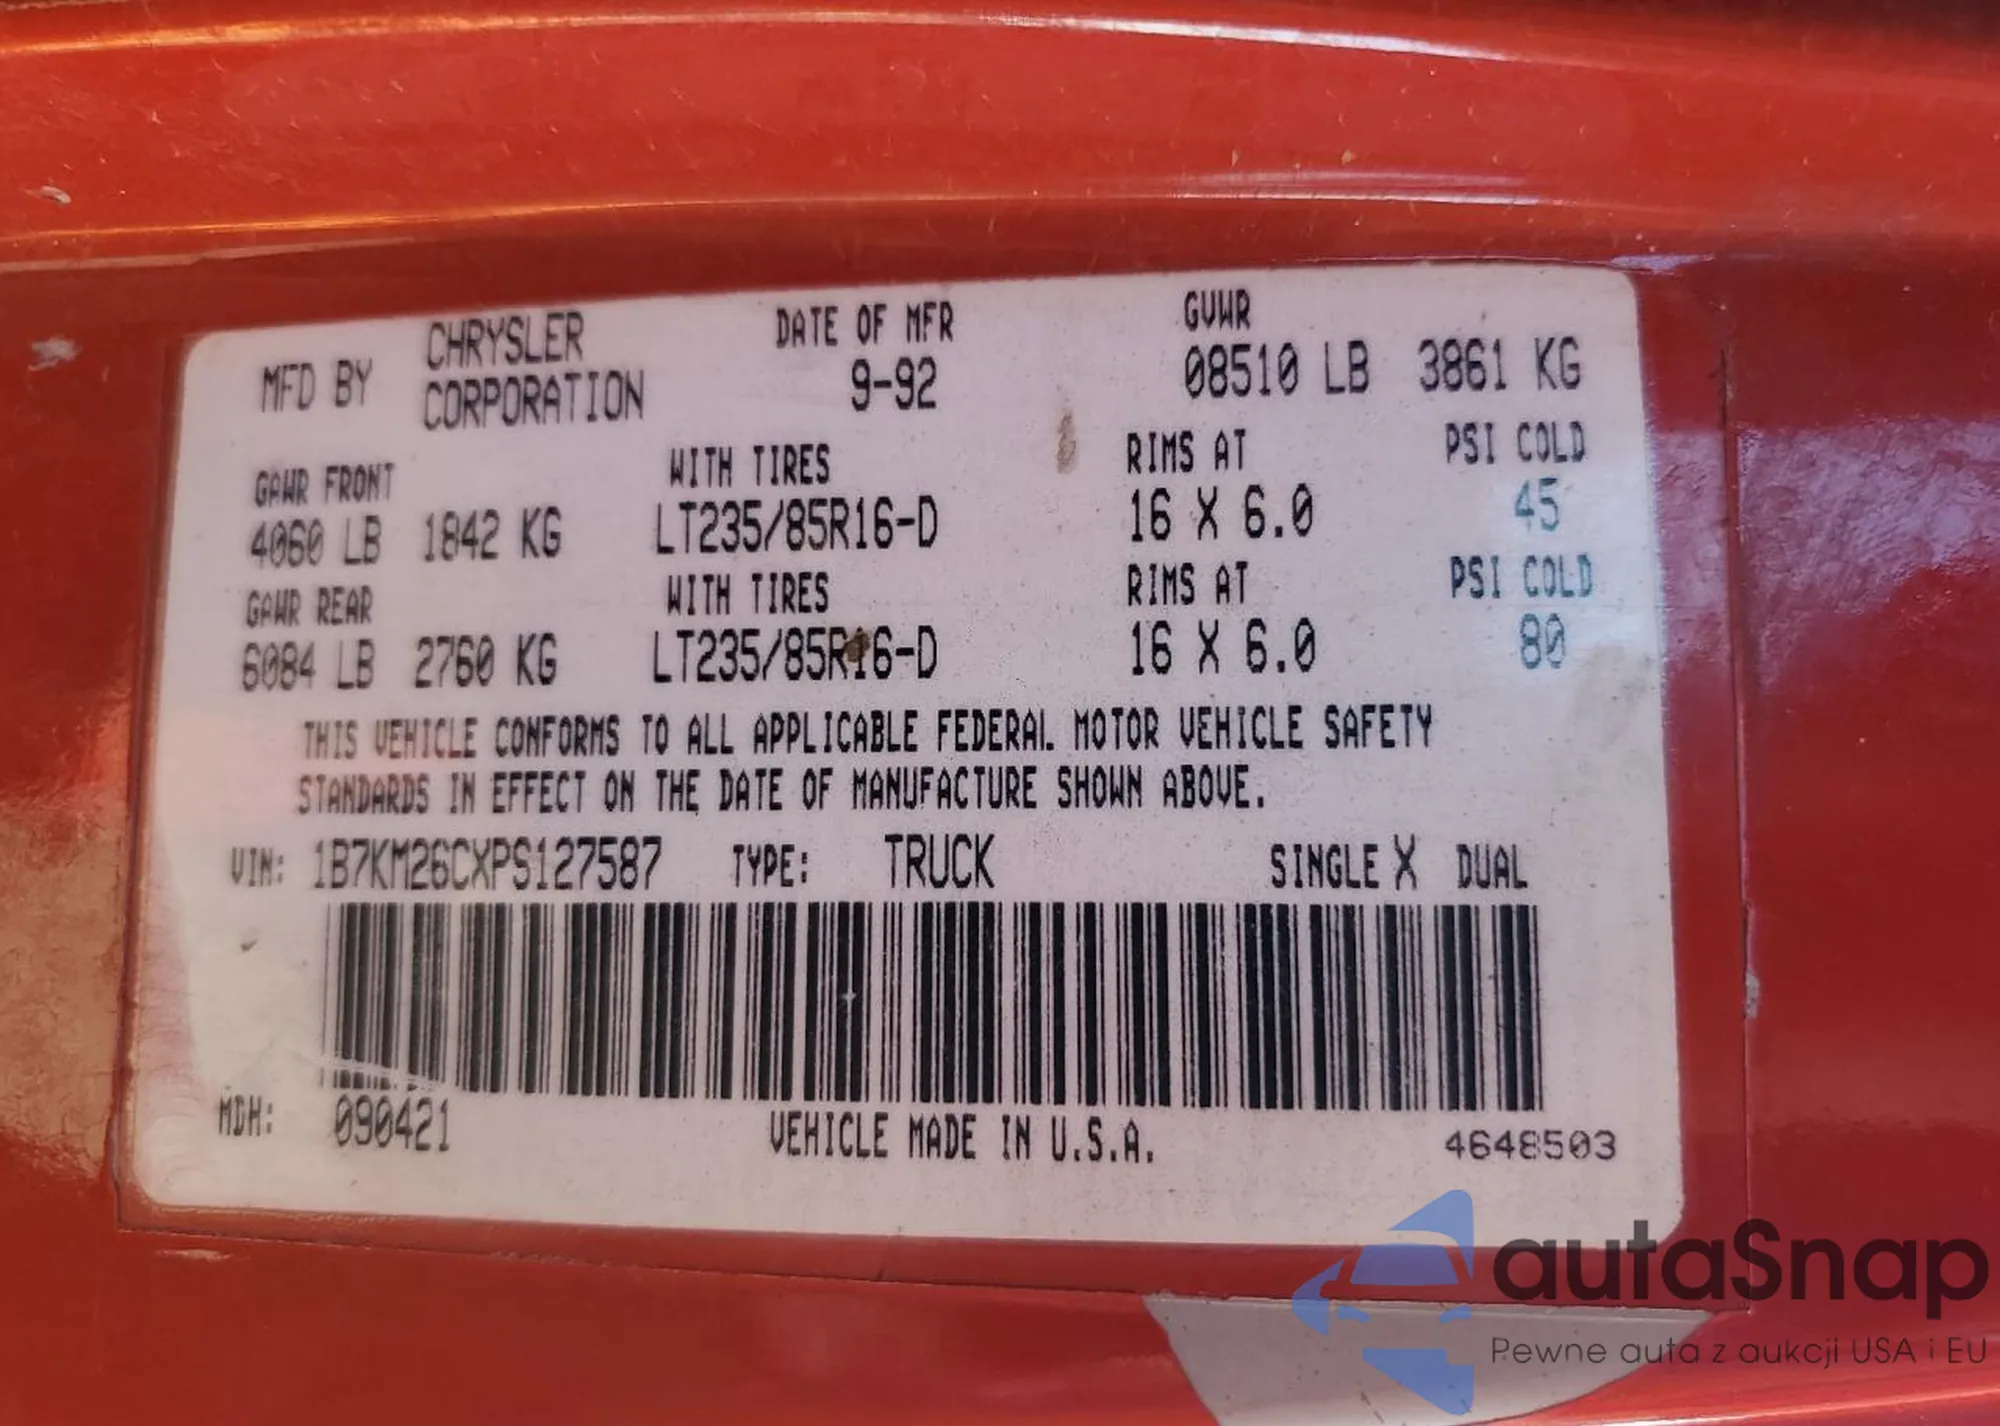 MFD BY CHRYSLER CORPORATION
DATE OF MFR
9-92
GVWR
08510 LB 3861 KG
GAWR FRONT WITH TIRES RIMS AT PSI COLD
4060 LB 1842 KG LT235/85R16-D 16 X 6.0 45
GAWR REAR WITH TIRES RIMS AT PSI COLD
6084 LB 2760 KG LT235/85R16-D 16 X 6.0 80
THIS VEHICLE CONFORMS TO ALL APPLICABLE FEDERAL MOTOR VEHICLE SAFETY
STANDARDS IN EFFECT ON THE DATE OF MANUFACTURE SHOWN ABOVE.
VIN: 1B7KM26CXPS127587 TYPE: TRUCK SINGLE X DUAL
MDH: 090421 VEHICLE MADE IN U.S.A. 4648503
autaSnap
Pewne auta z aukcji USA i EU